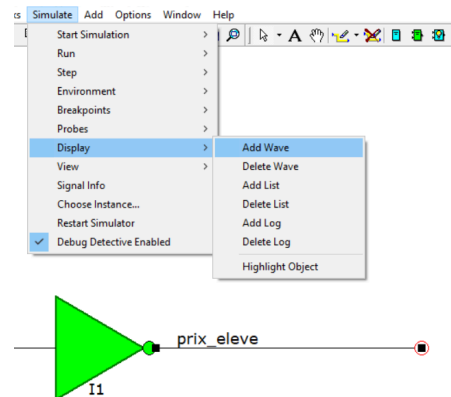 ks Simulate Add Options Window Help
A
Start Simulation >
Run >
Step >
Environment >
Breakpoints >
Probes >
Display >
View >
Signal Info
Choose Instance...
Restart Simulator
Debug Detective Enabled
Add Wave
Delete Wave
Add List
Delete List
Add Log
Delete Log
Highlight Object
prix_eleve
I1